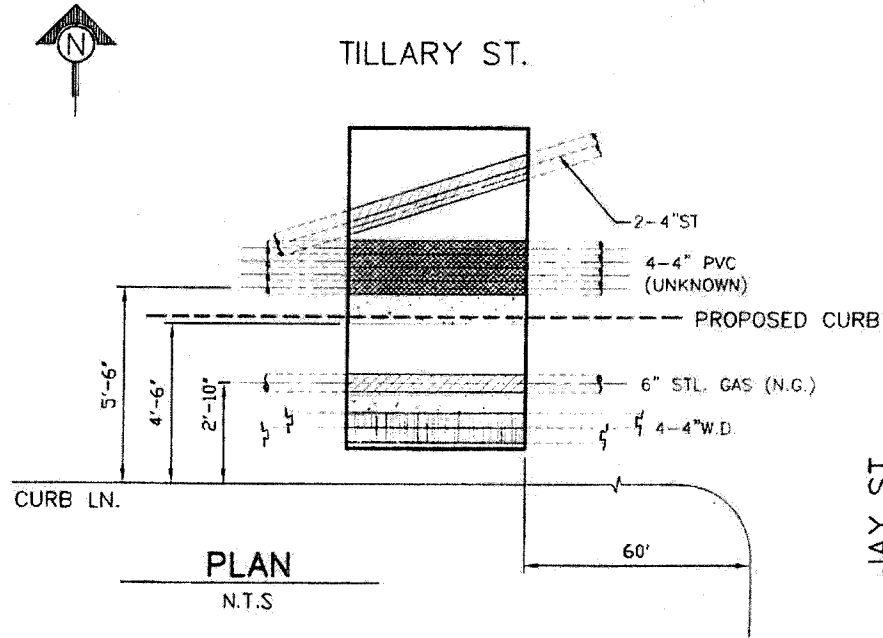 N
TILLARY ST.
2-4"ST
4-4" PVC
(UNKNOWN)
PROPOSED CURB
5'-6"
4'-6"
2'-10"
6" STL. GAS (N.G.)
4-4"W.D.
CURB LN.
JAY ST
60'
PLAN
N.T.S